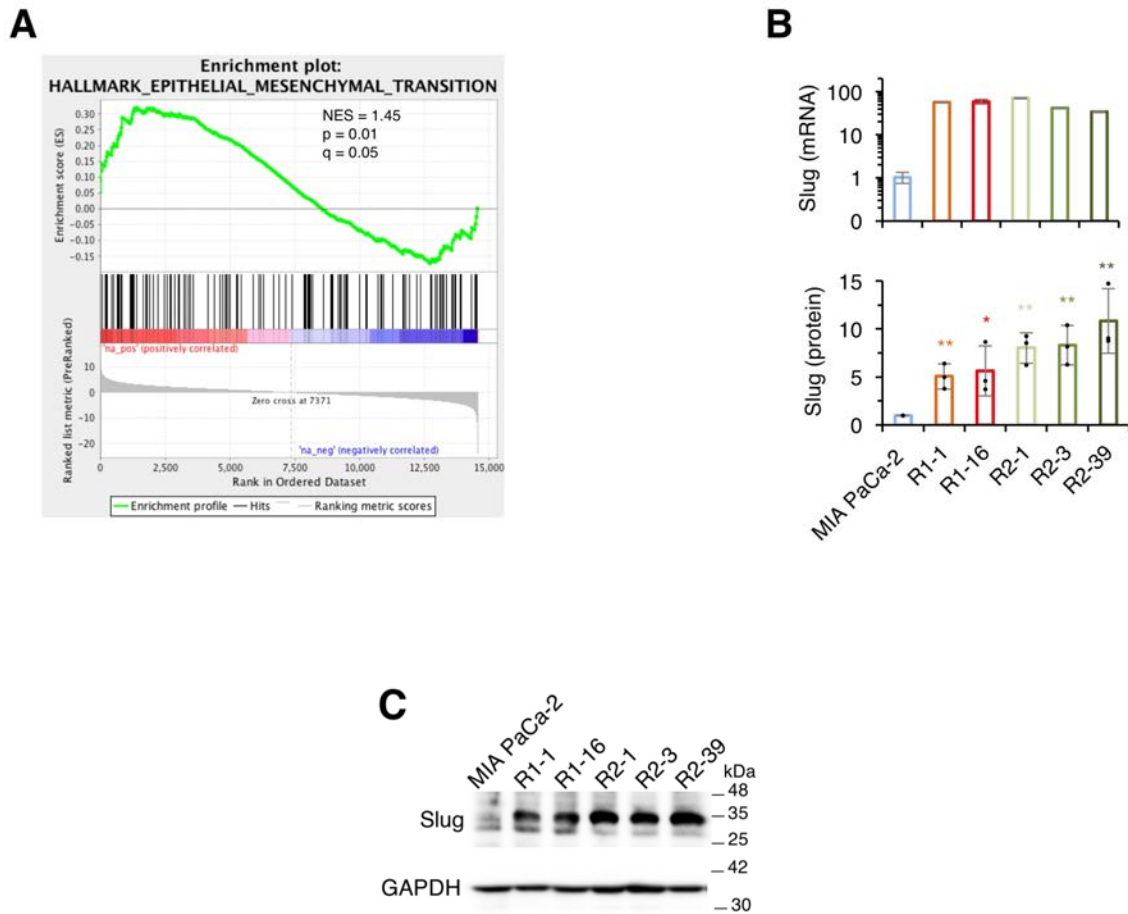 A
Enrichment plot:
HALLMARK_EPITHELIAL_MESENCHYMAL_TRANSITION
NES = 1.45
p = 0.01
q = 0.05
Enrichment score (ES)
0.30
0.25
0.20
0.15
0.10
0.05
0.00
-0.05
-0.10
-0.15
'na_pos' (positively correlated)
Ranked list metric (PreRanked)
10
0
-10
-20
Zero cross at 7371
'na_neg' (negatively correlated)
0 2,500 5,000 7,500 10,000 12,500 15,000
Rank in Ordered Dataset
Enrichment profile Hits Ranking metric scores
B
Slug (mRNA)
100
10
1
0
Slug (protein)
15
10
5
0
** * ** ** **
MIA PaCa-2
R1-1
R1-16
R2-1
R2-3
R2-39
C
MIA PaCa-2
R1-1
R1-16
R2-1
R2-3
R2-39
kDa
48
Slug
35
25
42
GAPDH
30